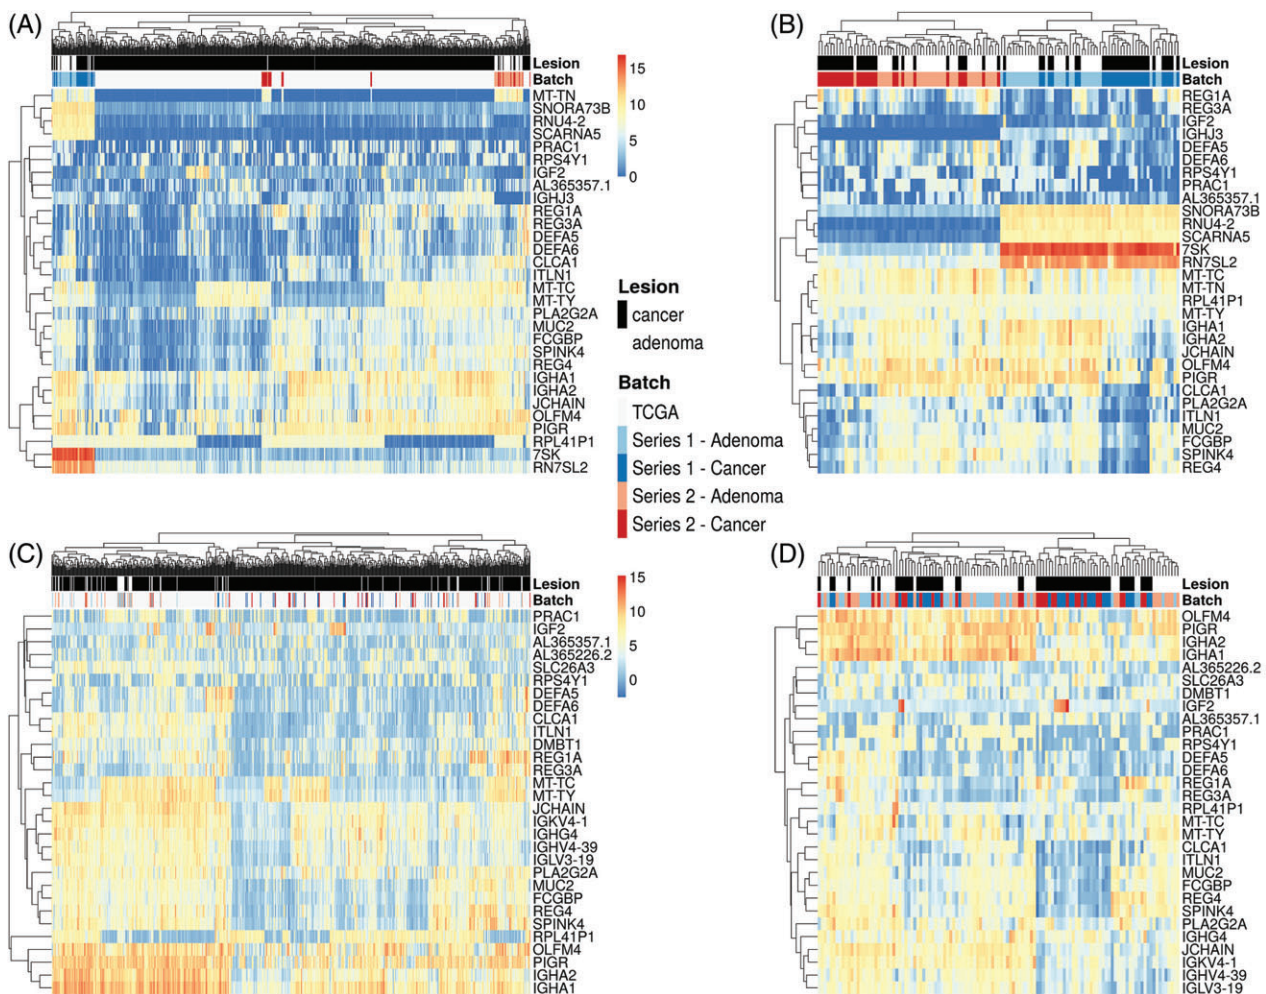 (A)
Lesion
Batch
MT-TN
SNORA73B
RNU4-2
SCARNA5
PRAC1
RPS4Y1
IGF2
AL365357.1
IGHJ3
REG1A
REG3A
DEFA5
DEFA6
CLCA1
ITLN1
MT-TC
MT-TY
PLA2G2A
MUC2
FCGBP
SPINK4
REG4
IGHA1
IGHA2
JCHAIN
OLFM4
PIGR
RPL41P1
7SK
RN7SL2
15
10
5
0
Lesion
cancer
adenoma
Batch
TCGA
Series 1 - Adenoma
Series 1 - Cancer
Series 2 - Adenoma
Series 2 - Cancer
(B)
Lesion
Batch
REG1A
REG3A
IGF2
IGHJ3
DEFA5
DEFA6
RPS4Y1
PRAC1
AL365357.1
SNORA73B
RNU4-2
SCARNA5
7SK
RN7SL2
MT-TC
MT-TN
RPL41P1
MT-TY
IGHA1
IGHA2
JCHAIN
OLFM4
PIGR
CLCA1
PLA2G2A
ITLN1
MUC2
FCGBP
SPINK4
REG4
(C)
Lesion
Batch
PRAC1
IGF2
AL365357.1
AL365226.2
SLC26A3
RPS4Y1
DEFA5
DEFA6
CLCA1
ITLN1
DMBT1
REG1A
REG3A
MT-TC
MT-TY
JCHAIN
IGKV4-1
IGHG4
IGHV4-39
IGLV3-19
PLA2G2A
MUC2
FCGBP
REG4
SPINK4
RPL41P1
OLFM4
PIGR
IGHA2
IGHA1
15
10
5
0
(D)
Lesion
Batch
OLFM4
PIGR
IGHA2
IGHA1
AL365226.2
SLC26A3
DMBT1
IGF2
AL365357.1
PRAC1
RPS4Y1
DEFA5
DEFA6
REG1A
REG3A
RPL41P1
MT-TC
MT-TY
CLCA1
ITLN1
MUC2
FCGBP
REG4
SPINK4
PLA2G2A
IGHG4
JCHAIN
IGKV4-1
IGHV4-39
IGLV3-19